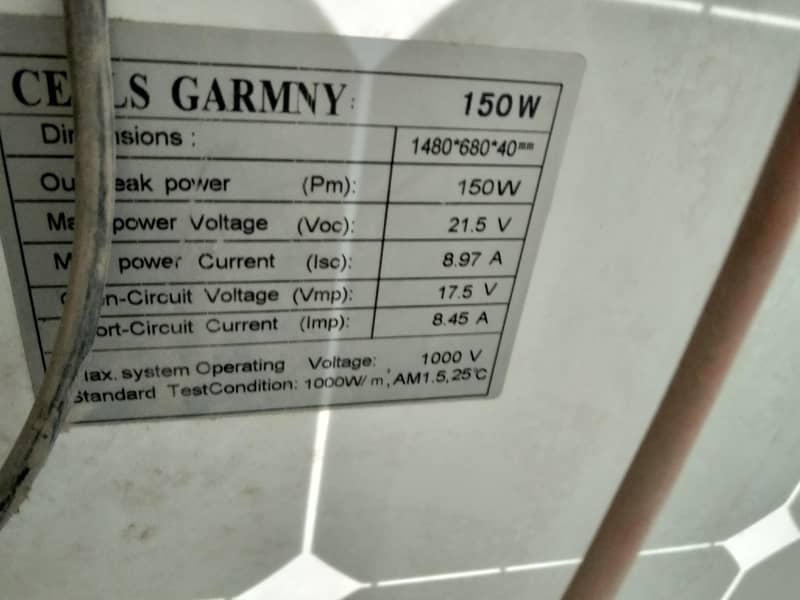 CE LS GARMNY: 150W
Di nsions : 1480*680*40mm
Ou eak power (Pm): 150W
Ma power Voltage (Voc): 21.5 V
M power Current (Isc): 8.97 A
n-Circuit Voltage (Vmp): 17.5 V
ort-Circuit Current (Imp): 8.45 A
ax. system Operating Voltage: 1000 V
Standard TestCondition: 1000W/m², AM1.5, 25℃